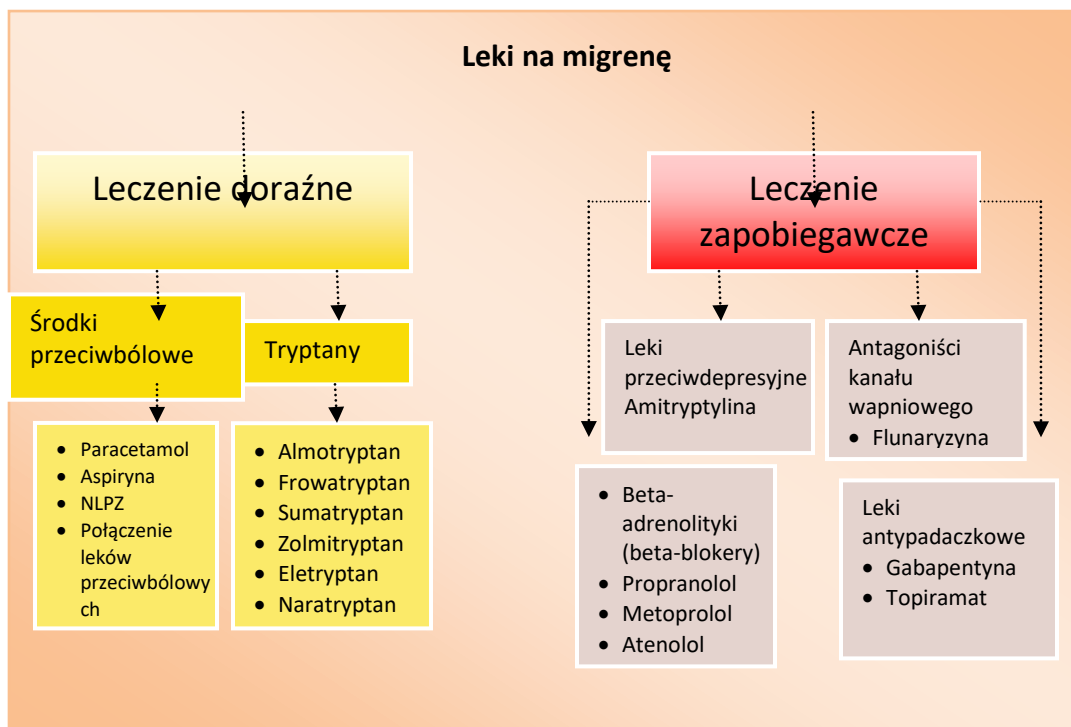 Leki na migrenę
Leczenie doraźne
Leczenie
zapobiegawcze
Środki
przeciwbólowe
Tryptany
• Paracetamol
• Aspiryna
• NLPZ
• Połączenie
leków
przeciwbólowy
ch
• Almotryptan
• Frowatryptan
• Sumatryptan
• Zolmitryptan
• Eletryptan
• Naratryptan
Leki
przeciwdepresyjne
Amitryptylina
Antagoniści
kanału
wapniowego
• Flunaryzyna
• Beta-
adrenolityki
(beta-blokery)
• Propranolol
• Metoprolol
• Atenolol
Leki
antypadaczkowe
• Gabapentyna
• Topiramat